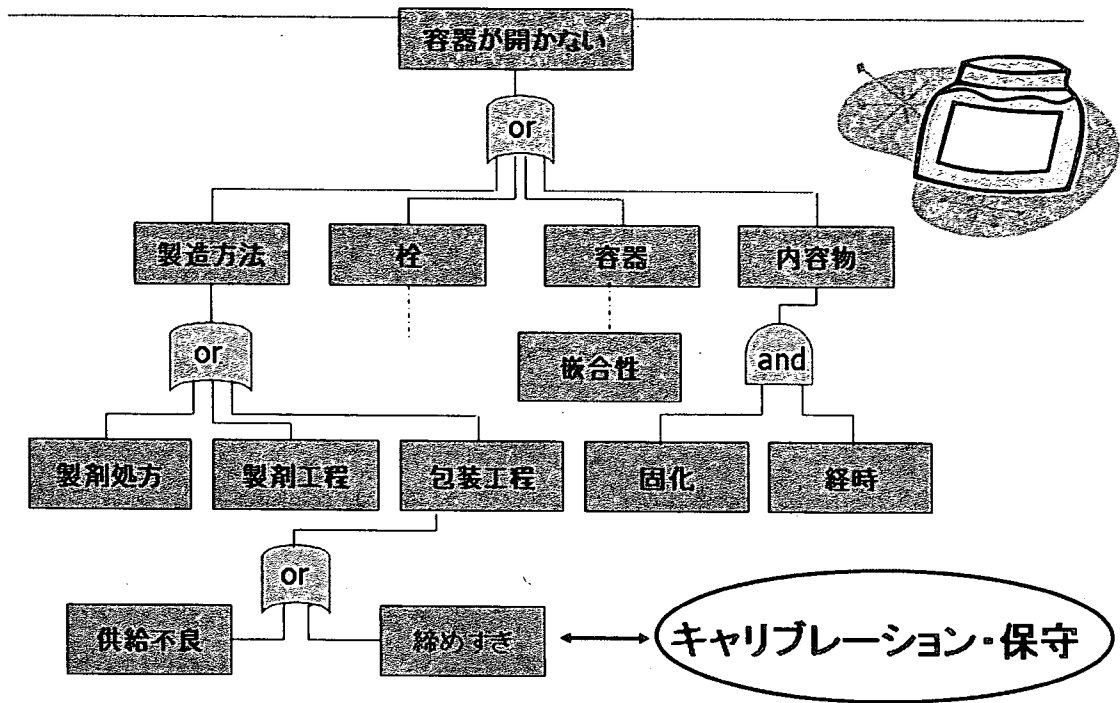 容器が開かない
or
製造方法
栓
容器
内容物
or
嵌合性
and
製剤処方
製剤工程
包装工程
固化
経時
or
供給不良
締めすぎ
キャリブレーション・保守